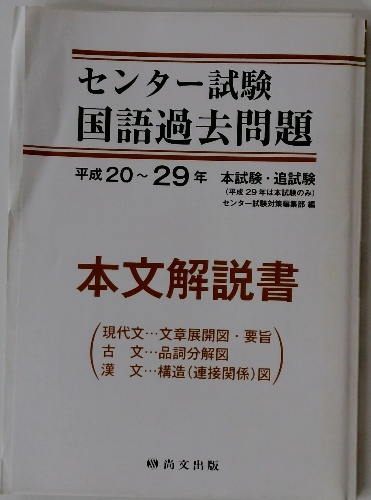 センター試験
国語過去問題
平成20～29年 本試験・追試験
(平成29年は本試験のみ)
センター試験対策編集部 編
本文解説書
現代文…文章展開図・要旨
古　文…品詞分解図
漢　文…構造(連接関係)図
尚文出版